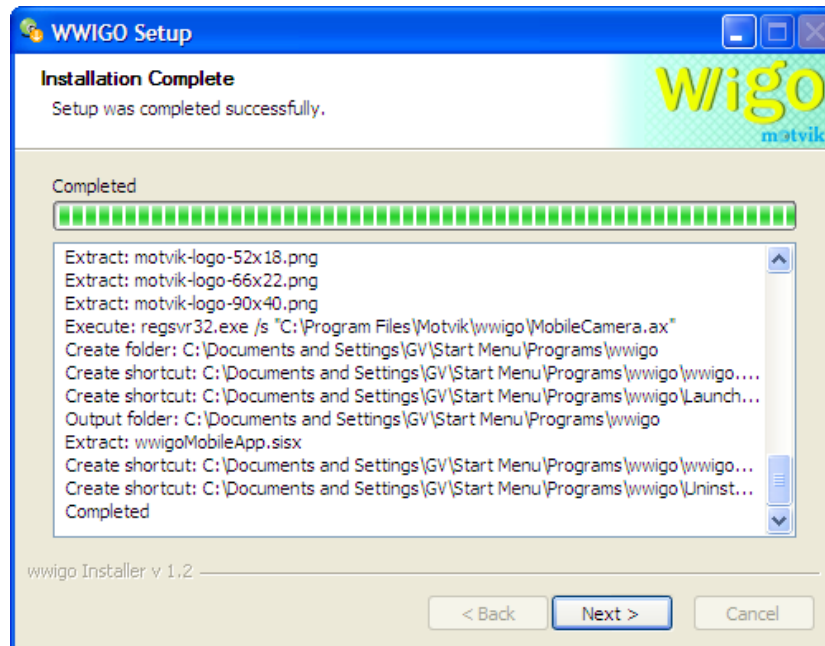 WWIGO Setup
Installation Complete
Setup was completed successfully.
Wigo
motvik
Completed
Extract: motvik-logo-52x18.png
Extract: motvik-logo-66x22.png
Extract: motvik-logo-90x40.png
Execute: regsvr32.exe /s "C:\Program Files\Motvik\wwigo\MobileCamera.ax"
Create folder: C:\Documents and Settings\GV\Start Menu\Programs\wwigo
Create shortcut: C:\Documents and Settings\GV\Start Menu\Programs\wwigo\wwigo....
Create shortcut: C:\Documents and Settings\GV\Start Menu\Programs\wwigo\Launch...
Output folder: C:\Documents and Settings\GV\Start Menu\Programs\wwigo
Extract: wwigoMobileApp.sisx
Create shortcut: C:\Documents and Settings\GV\Start Menu\Programs\wwigo\wwigo...
Create shortcut: C:\Documents and Settings\GV\Start Menu\Programs\wwigo\Uninst...
Completed
wwigo Installer v 1.2
< Back
Next >
Cancel